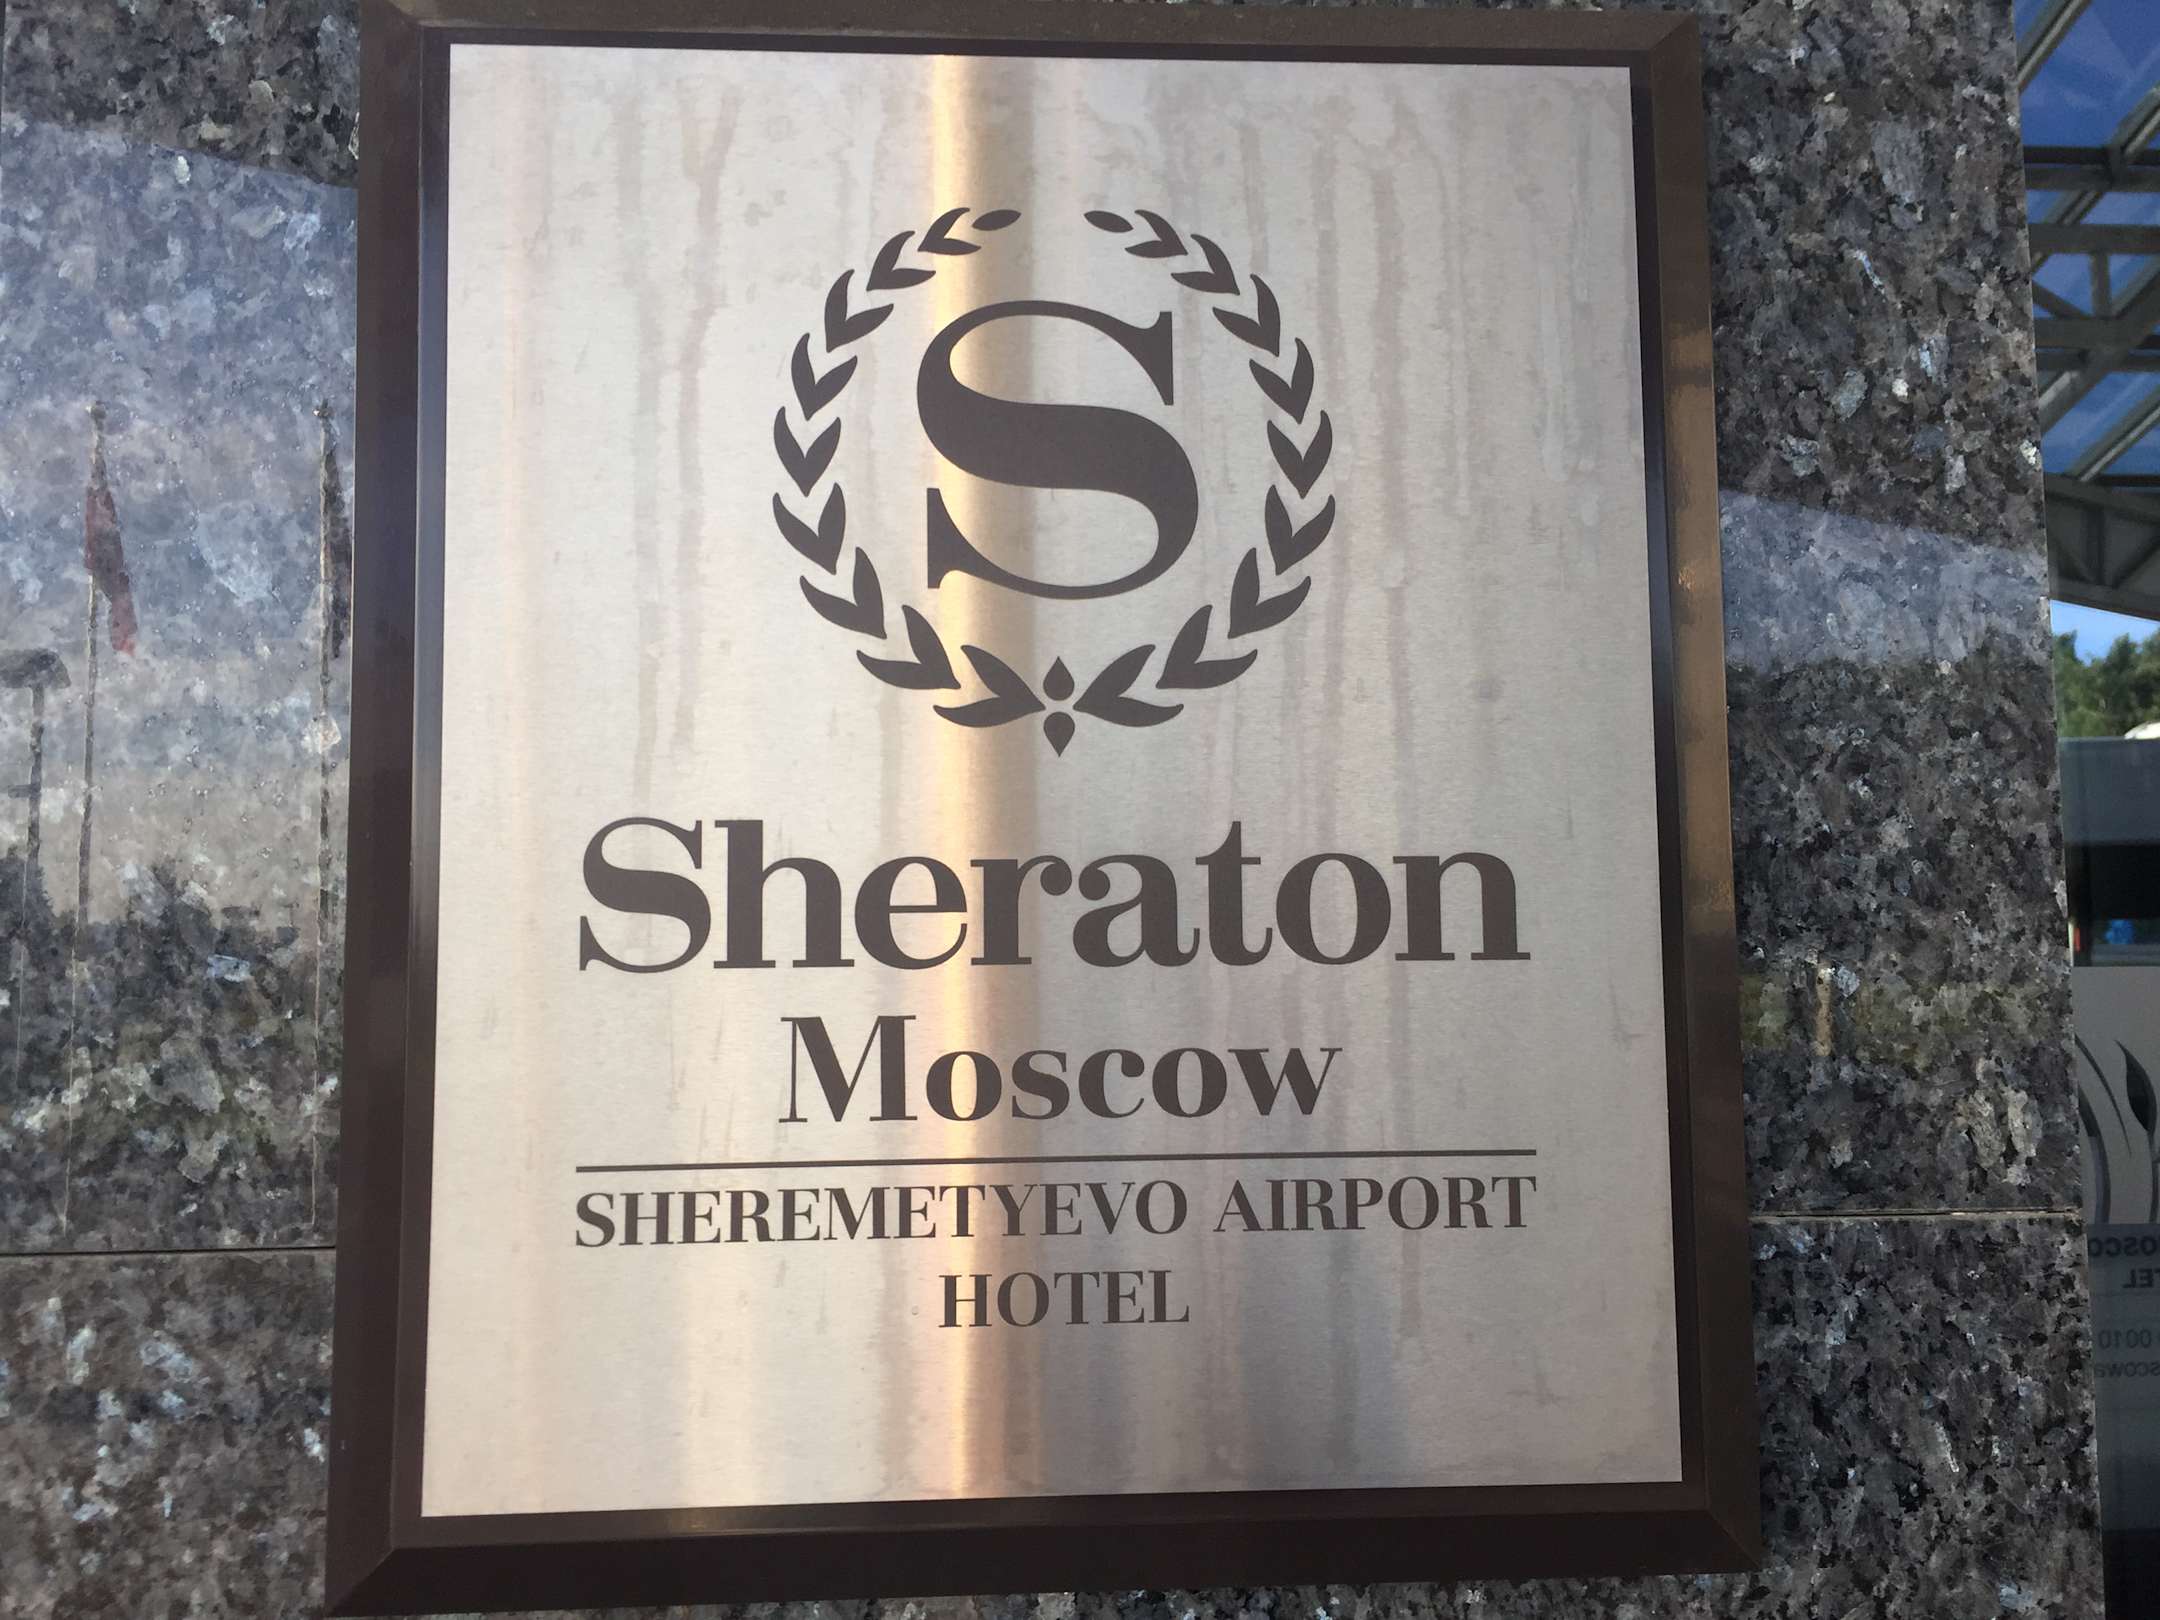 S
Sheraton
Moscow
SHEREMETYEVO AIRPORT
HOTEL